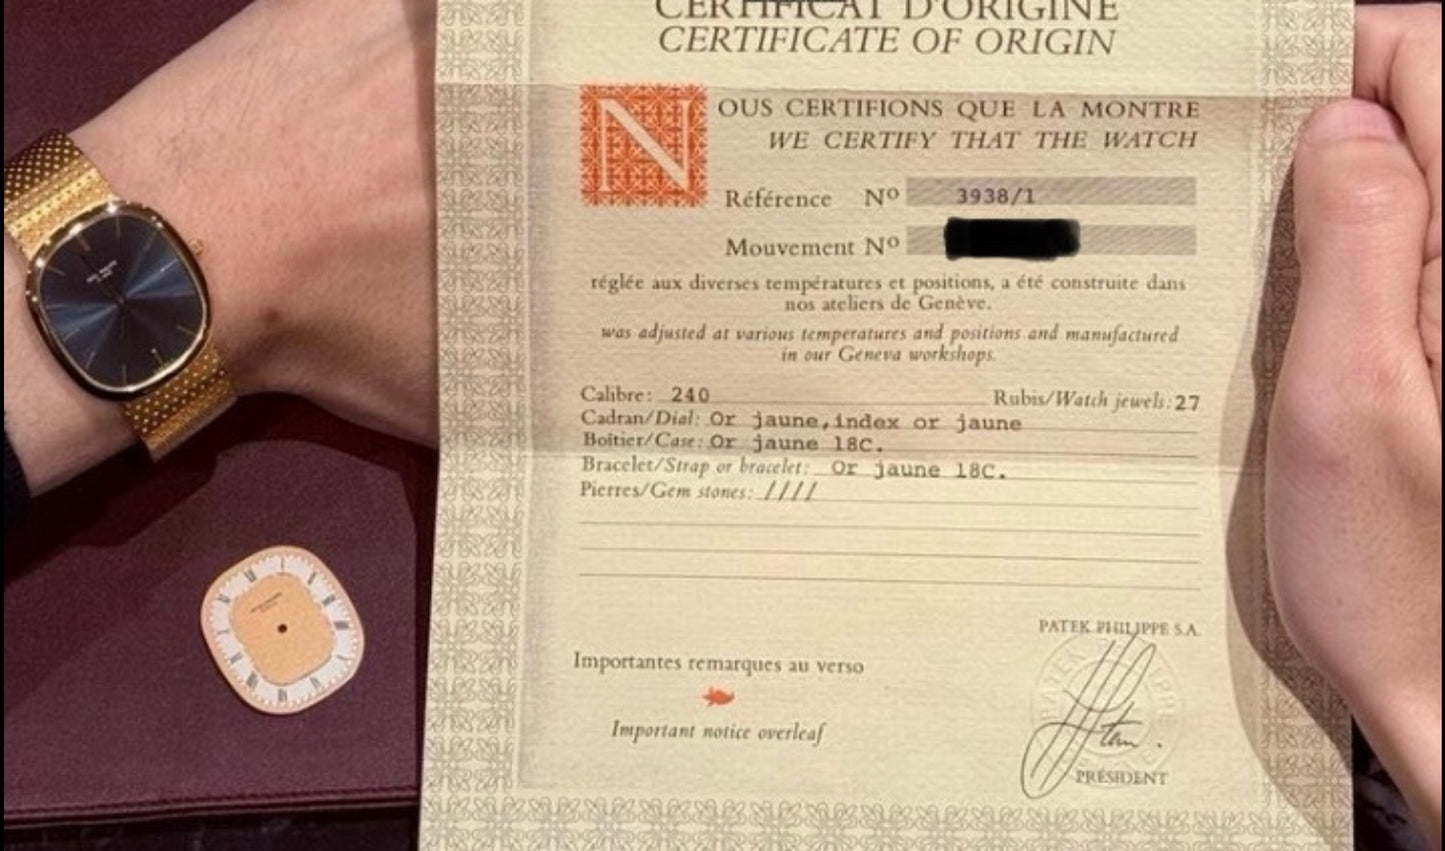 CERTIFICAT D'ORIGINE
CERTIFICATE OF ORIGIN
NOUS CERTIFIONS QUE LA MONTRE
WE CERTIFY THAT THE WATCH
Référence Nº 3938/1
Mouvement Nº
réglée aux diverses températures et positions, a été construite dans
nos ateliers de Genève.
was adjusted at various temperatures and positions and manufactured
in our Geneva workshops.
Calibre: 240 Rubis/Watch jewels: 27
Cadran/Dial: Or jaune,index or jaune
Boîtier/Case: Or jaune 18C.
Bracelet/Strap or bracelet: Or jaune 18C.
Pierres/Gem stones: ////
PATEK PHILIPPE S.A.
Importantes remarques au verso
Important notice overleaf
PRÉSIDENT